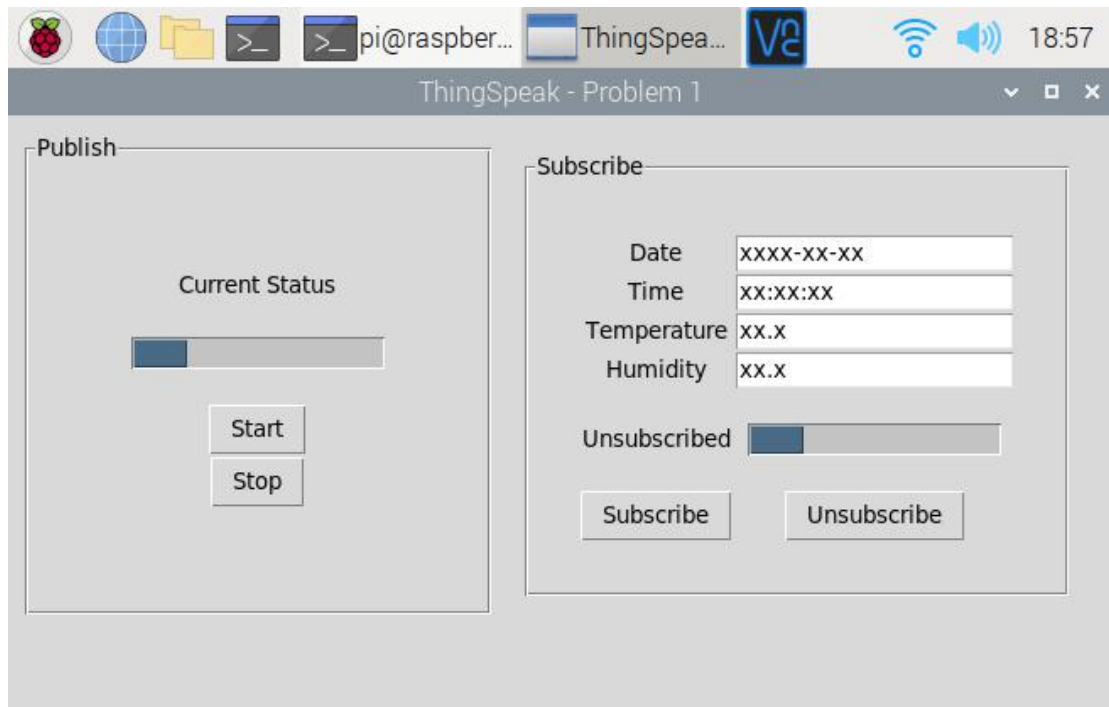 >_ >_ pi@raspber... ThingSpea... VNC 18:57
ThingSpeak - Problem 1
Publish
Current Status
Start
Stop
Subscribe
Date xxxx-xx-xx
Time xx:xx:xx
Temperature xx.x
Humidity xx.x
Unsubscribed
Subscribe Unsubscribe